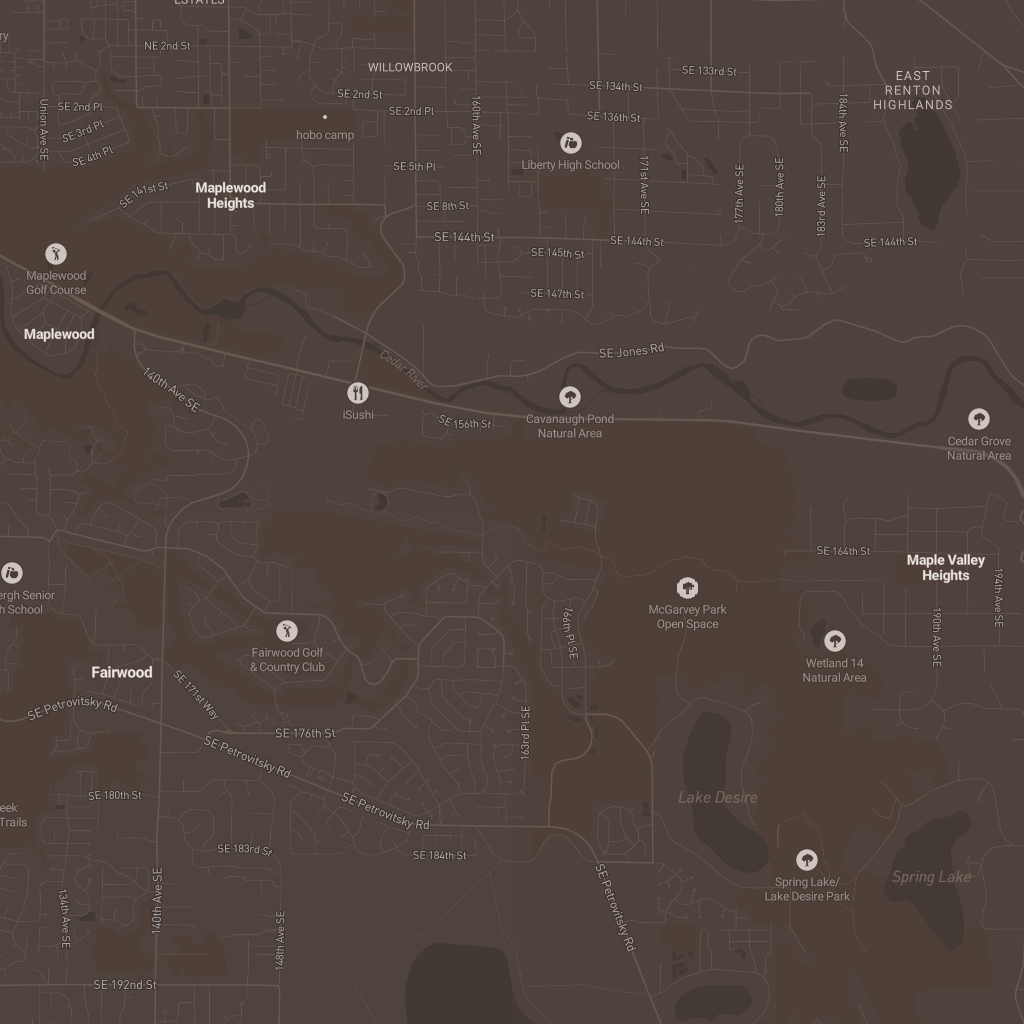 ESTATES
NE 2nd St
WILLOWBROOK
SE 133rd St
EAST
RENTON
HIGHLANDS
SE 134th St
SE 2nd St
SE 2nd Pl
SE 2nd Pl
SE 136th St
160th Ave SE
184th Ave SE
Union Ave SE
SE 3rd Pl
hobo camp
SE 4th Pl
SE 5th Pl
Liberty High School
171st Ave SE
177th Ave SE
180th Ave SE
183rd Ave SE
SE 141st St
Maplewood
Heights
SE 8th St
SE 144th St
SE 144th St
SE 144th St
SE 145th St
Maplewood
Golf Course
SE 147th St
Maplewood
SE Jones Rd
Cedar River
140th Ave SE
iSushi
SE 156th St
Cavanaugh Pond
Natural Area
Cedar Grove
Natural Area
SE 164th St
Maple Valley
Heights
194th Ave SE
190th Ave SE
ergh Senior
h School
McGarvey Park
Open Space
166th Pl SE
Fairwood Golf
& Country Club
Wetland 14
Natural Area
Fairwood
SE 171st Way
SE Petrovitsky Rd
SE 176th St
163rd Pl SE
SE Petrovitsky Rd
Lake Desire
SE 180th St
SE Petrovitsky Rd
eek
Trails
SE 183rd St
SE 184th St
Spring Lake/
Lake Desire Park
Spring Lake
SE Petrovitsky Rd
134th Ave SE
140th Ave SE
148th Ave SE
SE 192nd St